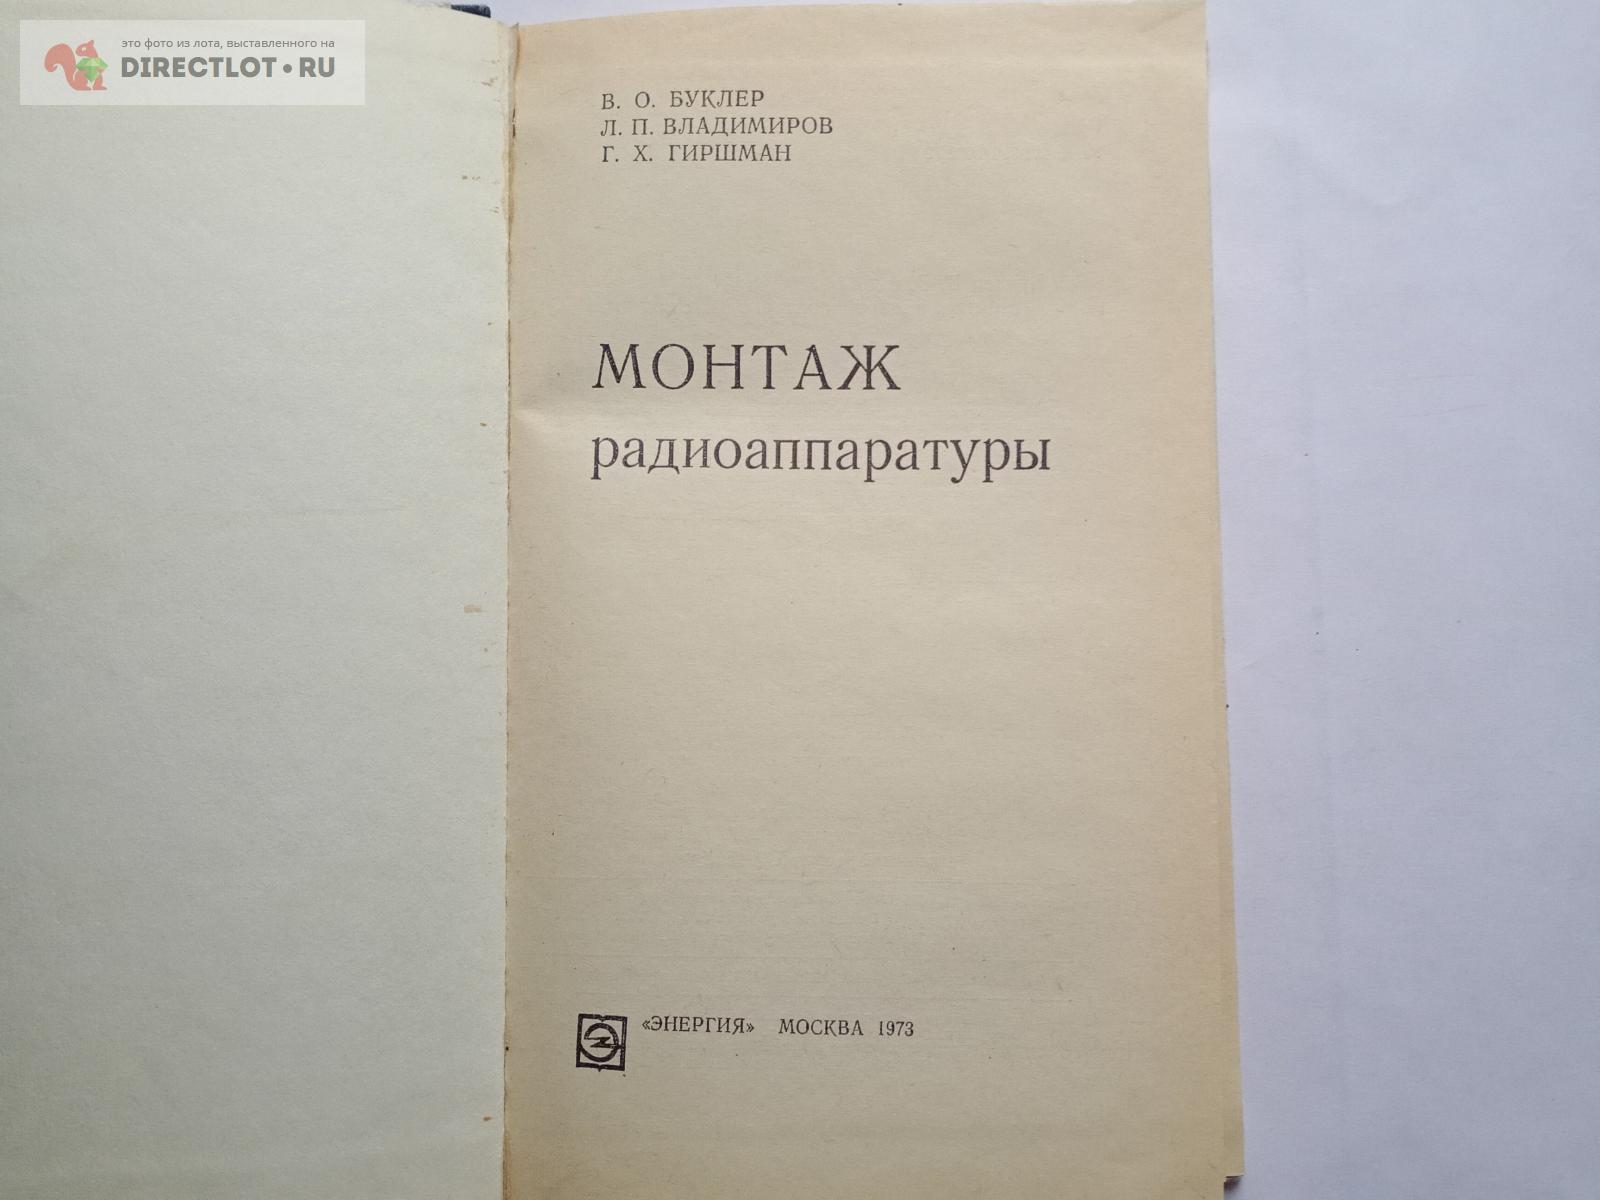 это фото из лота, выставленного на
DIRECTLOT•RU
В. О. БУКЛЕР
Л. П. ВЛАДИМИРОВ
Г. Х. ГИРШМАН
МОНТАЖ
радиоаппаратуры
«ЭНЕРГИЯ» МОСКВА 1973